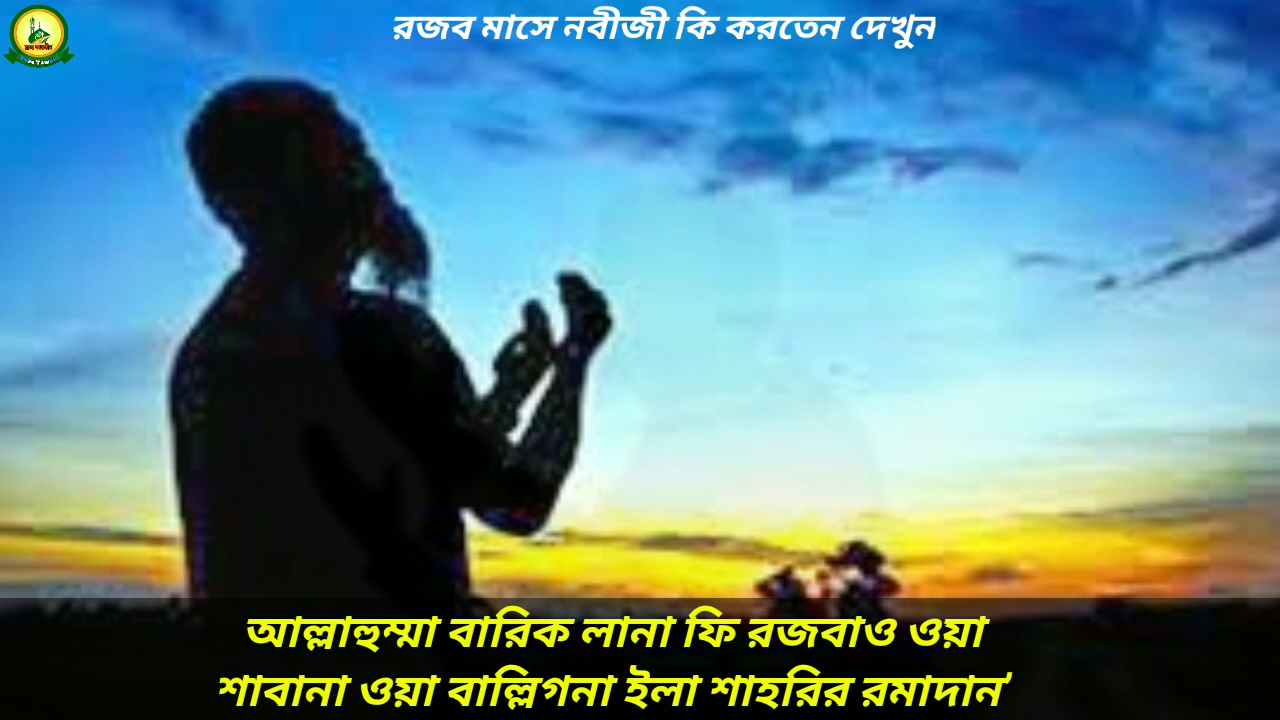 রজব মাসে নবীজী কি করতেন দেখুন
আল্লাহুম্মা বারিক লানা ফি রজবাও ওয়া
শাবানা ওয়া বাল্লিগনা ইলা শাহরির রমাদান’